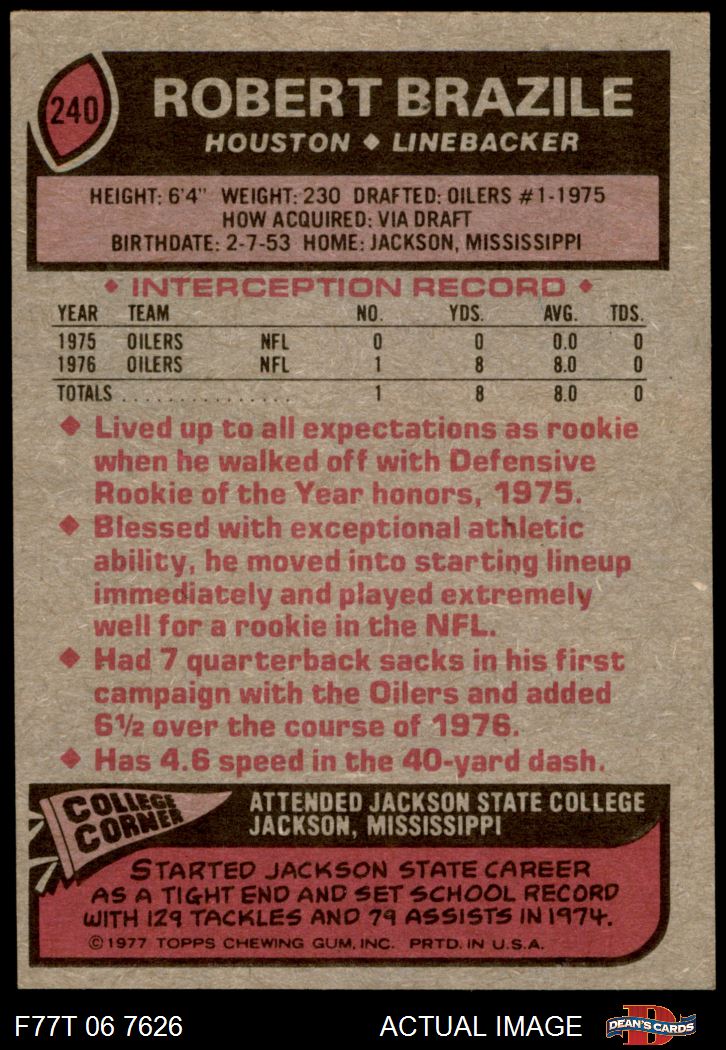 240
ROBERT BRAZILE
HOUSTON ◆ LINEBACKER
HEIGHT: 6'4" WEIGHT: 230 DRAFTED: OILERS #1-1975
HOW ACQUIRED: VIA DRAFT
BIRTHDATE: 2-7-53 HOME: JACKSON, MISSISSIPPI
◆ INTERCEPTION RECORD ◆
YEAR TEAM NO. YDS. AVG. TDS.
1975 OILERS NFL 0 0 0.0 0
1976 OILERS NFL 1 8 8.0 0
TOTALS . . . . . . . . . . . . . . . . 1 8 8.0 0
◆ Lived up to all expectations as rookie
when he walked off with Defensive
Rookie of the Year honors, 1975.
◆ Blessed with exceptional athletic
ability, he moved into starting lineup
immediately and played extremely
well for a rookie in the NFL.
◆ Had 7 quarterback sacks in his first
campaign with the Oilers and added
6½ over the course of 1976.
◆ Has 4.6 speed in the 40-yard dash.
COLLEGE
CORNER
ATTENDED JACKSON STATE COLLEGE
JACKSON, MISSISSIPPI
STARTED JACKSON STATE CAREER
AS A TIGHT END AND SET SCHOOL RECORD
WITH 129 TACKLES AND 79 ASSISTS IN 1974.
©1977 TOPPS CHEWING GUM, INC. PRTD. IN U.S.A.
F77T 06 7626
ACTUAL IMAGE
D
DEAN'S CARDS